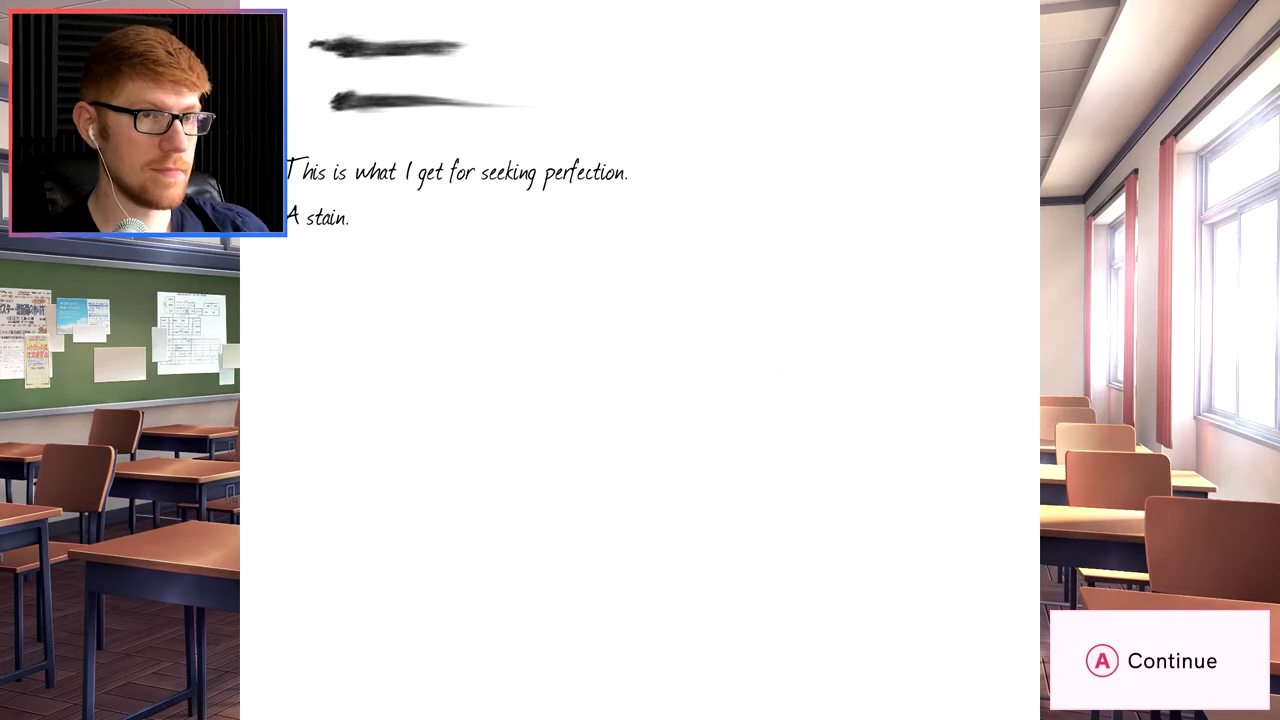 This is what I get for seeking perfection.
A stain.
A Continue